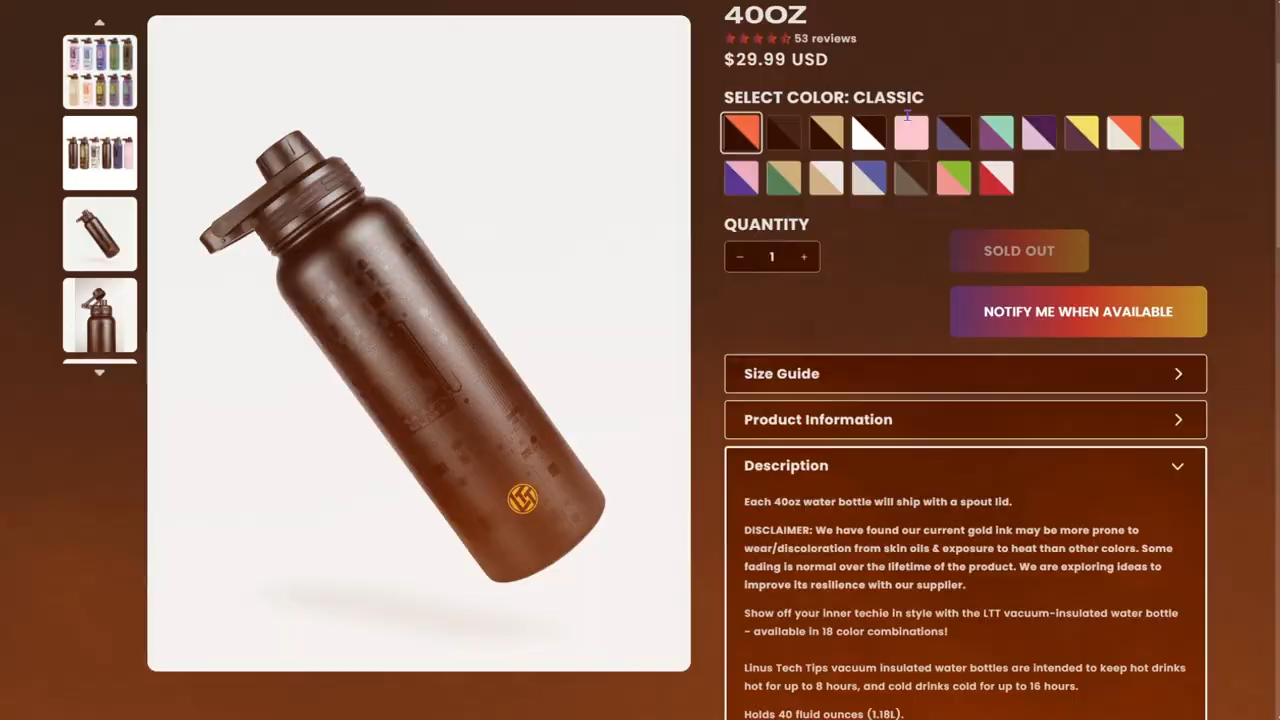 40OZ
53 reviews
$29.99 USD
SELECT COLOR: CLASSIC
QUANTITY
− 1 +
SOLD OUT
NOTIFY ME WHEN AVAILABLE
Size Guide
Product Information
Description
Each 40oz water bottle will ship with a spout lid.
DISCLAIMER: We have found our current gold ink may be more prone to
wear/discoloration from skin oils & exposure to heat than other colors. Some
fading is normal over the lifetime of the product. We are exploring ideas to
improve its resilience with our supplier.
Show off your inner techie in style with the LTT vacuum-insulated water bottle
- available in 18 color combinations!
Linus Tech Tips vacuum insulated water bottles are intended to keep hot drinks
hot for up to 8 hours, and cold drinks cold for up to 16 hours.
Holds 40 fluid ounces (1.18L).